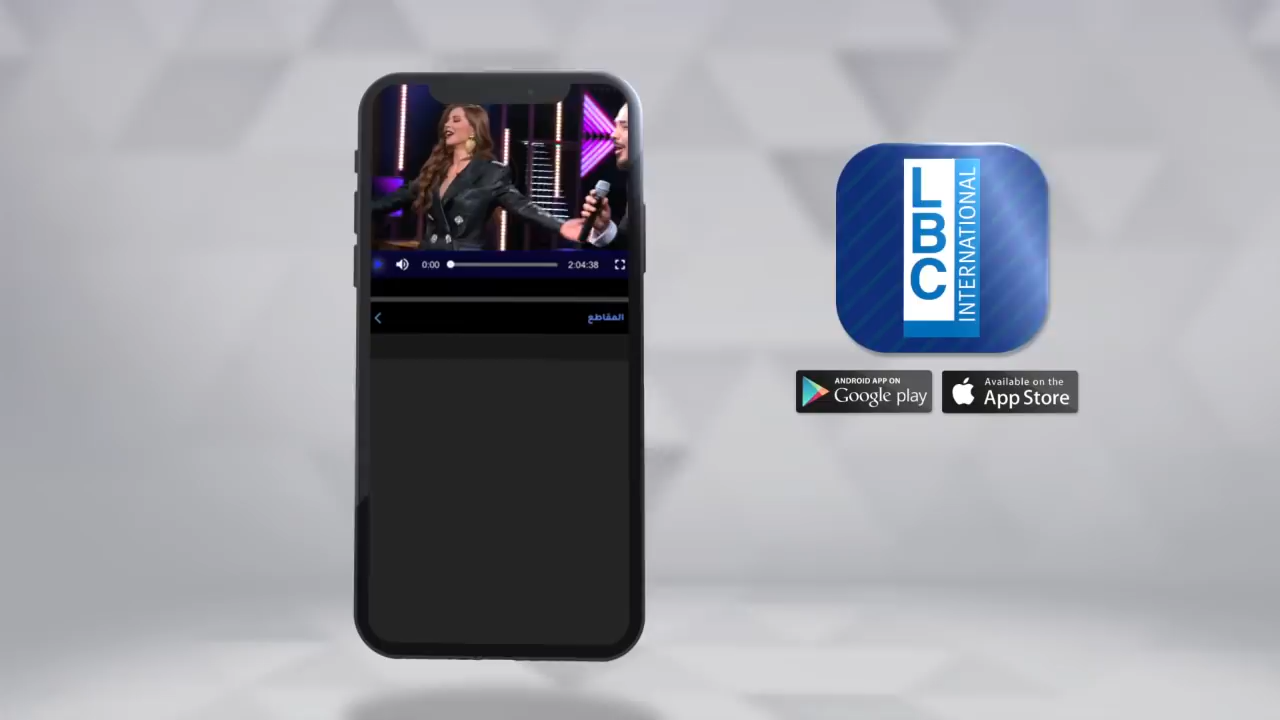 0:00
2:04:38
المقاطع
LBC
INTERNATIONAL
ANDROID APP ON
Google play
Available on the
App Store